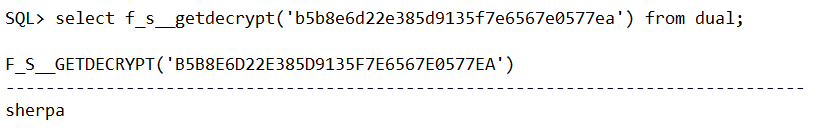 SQL> select f_s__getdecrypt('b5b8e6d22e385d9135f7e6567e0577ea') from dual;
F_S__GETDECRYPT('B5B8E6D22E385D9135F7E6567E0577EA')
--------------------------------------------------------------------------------
sherpa